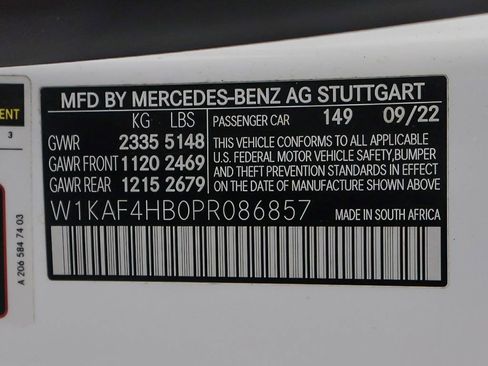 MFD BY MERCEDES-BENZ AG STUTTGART
KG LBS PASSENGER CAR 149 09/22
GVWR 2335 5148
GAWR FRONT 1120 2469
GAWR REAR 1215 2679
THIS VEHICLE CONFORMS TO ALL APPLICABLE
U.S. FEDERAL MOTOR VEHICLE SAFETY, BUMPER
AND THEFT PREVENTION STANDARDS IN EFFECT
ON THE DATE OF MANUFACTURE SHOWN ABOVE.
W1KAF4HB0PR086857 MADE IN SOUTH AFRICA
3
A 206 584 74 03